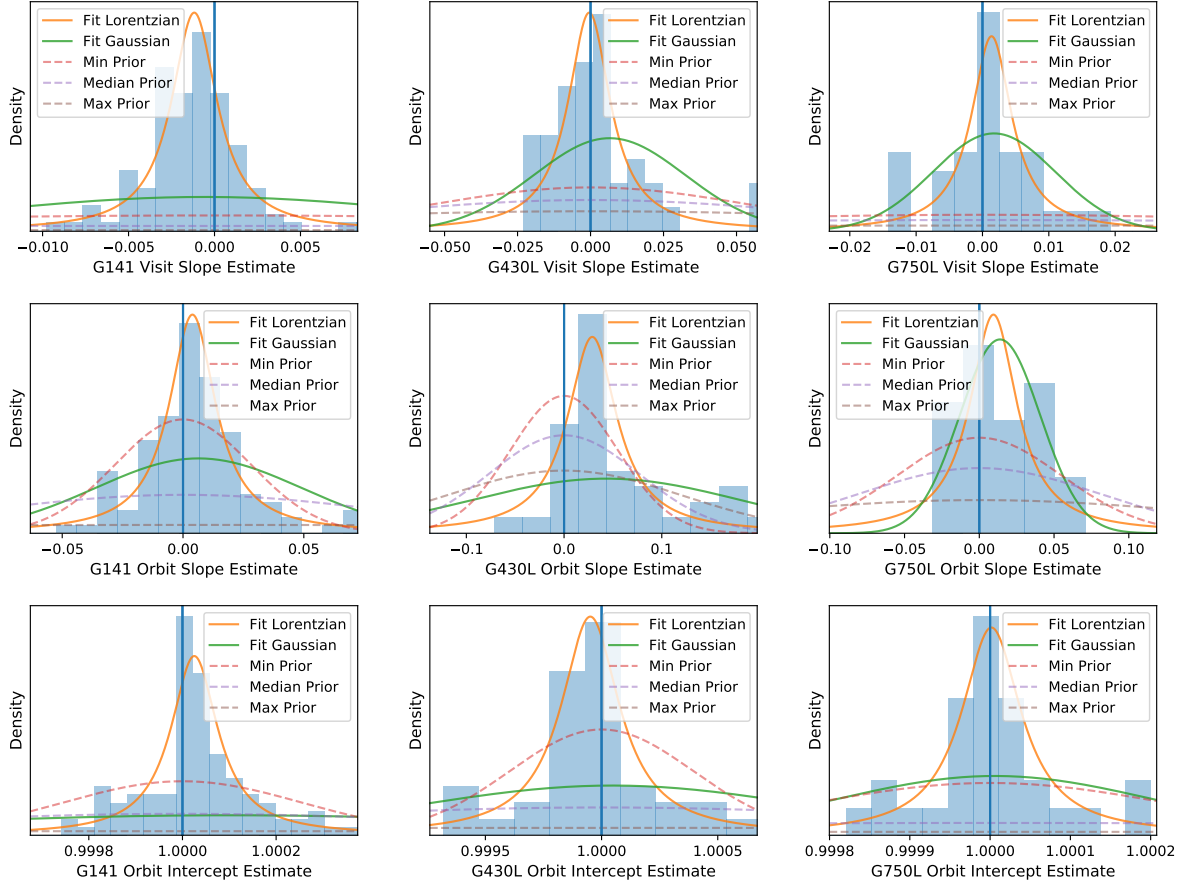 Density
Fit Lorentzian
Fit Gaussian
Min Prior
Median Prior
Max Prior
−0.010 −0.005 0.000 0.005
G141 Visit Slope Estimate
Density
Fit Lorentzian
Fit Gaussian
Min Prior
Median Prior
Max Prior
−0.050 −0.025 0.000 0.025 0.050
G430L Visit Slope Estimate
Density
Fit Lorentzian
Fit Gaussian
Min Prior
Median Prior
Max Prior
−0.02 −0.01 0.00 0.01 0.02
G750L Visit Slope Estimate
Density
Fit Lorentzian
Fit Gaussian
Min Prior
Median Prior
Max Prior
−0.05 0.00 0.05
G141 Orbit Slope Estimate
Density
Fit Lorentzian
Fit Gaussian
Min Prior
Median Prior
Max Prior
−0.1 0.0 0.1
G430L Orbit Slope Estimate
Density
Fit Lorentzian
Fit Gaussian
Min Prior
Median Prior
Max Prior
−0.10 −0.05 0.00 0.05 0.10
G750L Orbit Slope Estimate
Density
Fit Lorentzian
Fit Gaussian
Min Prior
Median Prior
Max Prior
0.9998 1.0000 1.0002
G141 Orbit Intercept Estimate
Density
Fit Lorentzian
Fit Gaussian
Min Prior
Median Prior
Max Prior
0.9995 1.0000 1.0005
G430L Orbit Intercept Estimate
Density
Fit Lorentzian
Fit Gaussian
Min Prior
Median Prior
Max Prior
0.9998 0.9999 1.0000 1.0001 1.0002
G750L Orbit Intercept Estimate